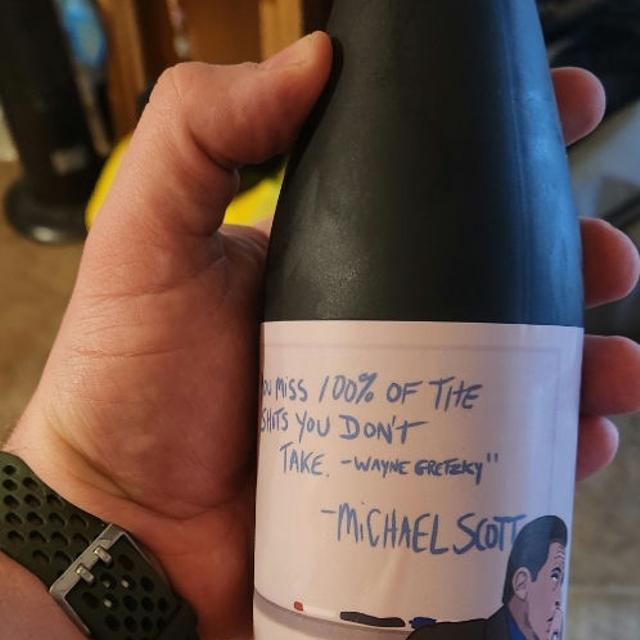 ou MISS 100% OF THE
SHOTS YOU DON'T
TAKE. -WAYNE GRETZKY"
-MiCHAEL SCOTT